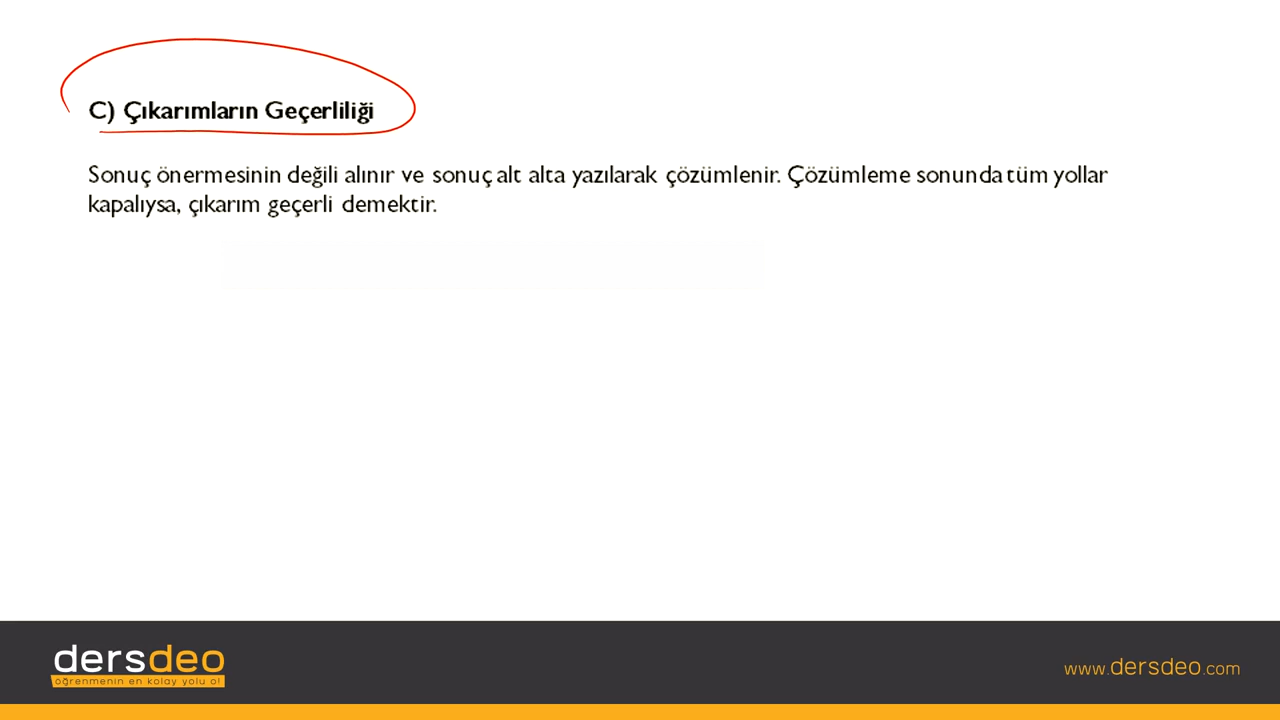 C) Çıkarımların Geçerliliği
Sonuç önermesinin değili alınır ve sonuç alt alta yazılarak çözümlenir. Çözümleme sonunda tüm yollar
kapalıysa, çıkarım geçerli demektir.
dersdeo
öğrenmenin en kolay yolu o!
www.dersdeo.com